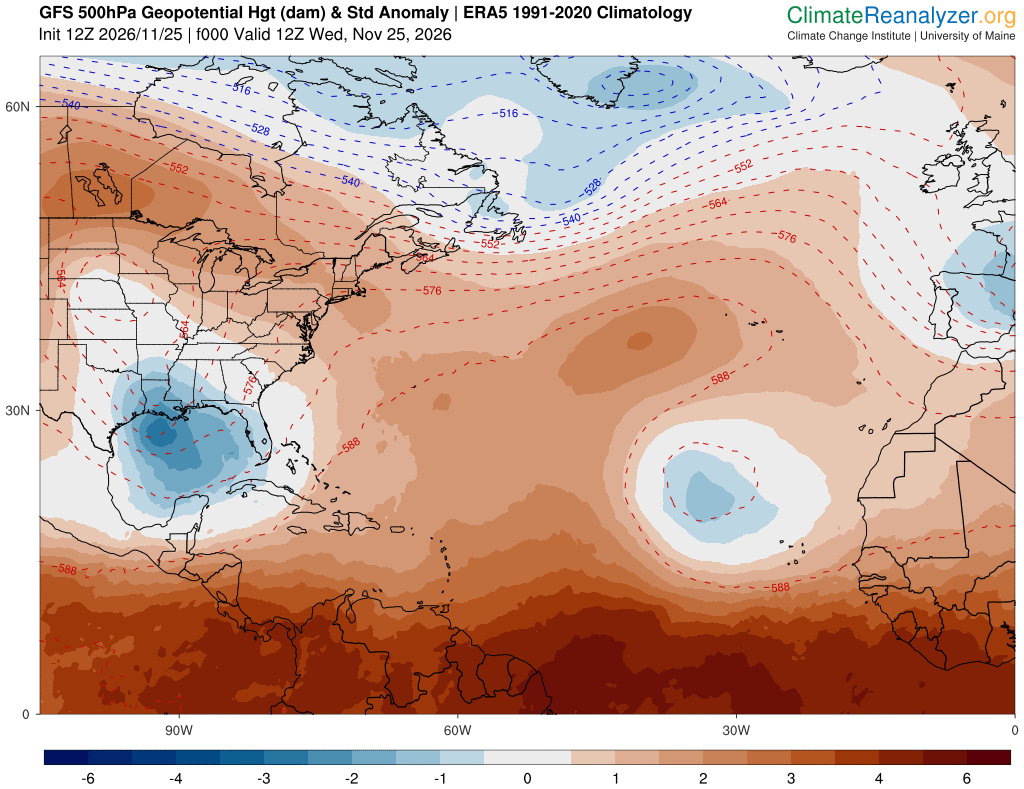 GFS 500hPa Geopotential Hgt (dam) & Std Anomaly | ERA5 1991-2020 Climatology
Init 12Z 2026/11/25 | f000 Valid 12Z Wed, Nov 25, 2026
ClimateReanalyzer.org
Climate Change Institute | University of Maine
516
540
60N
516
528
552
552
540
528
564
540
576
552
564
564
576
564
576
588
30N
588
588
588
0
90W
60W
30W
0
-6 -4 -3 -2 -1 0 1 2 3 4 6